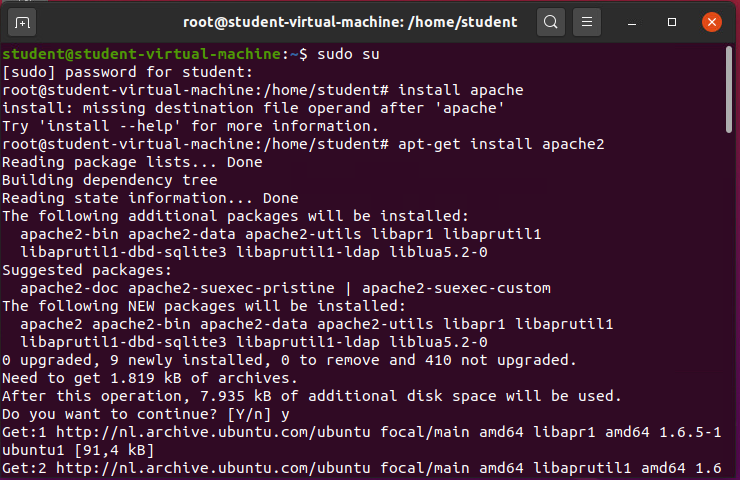 root@student-virtual-machine: /home/student
student@student-virtual-machine:~$ sudo su
[sudo] password for student:
root@student-virtual-machine:/home/student# install apache
install: missing destination file operand after 'apache'
Try 'install --help' for more information.
root@student-virtual-machine:/home/student# apt-get install apache2
Reading package lists... Done
Building dependency tree
Reading state information... Done
The following additional packages will be installed:
  apache2-bin apache2-data apache2-utils libapr1 libaprutil1
  libaprutil1-dbd-sqlite3 libaprutil1-ldap liblua5.2-0
Suggested packages:
  apache2-doc apache2-suexec-pristine | apache2-suexec-custom
The following NEW packages will be installed:
  apache2 apache2-bin apache2-data apache2-utils libapr1 libaprutil1
  libaprutil1-dbd-sqlite3 libaprutil1-ldap liblua5.2-0
0 upgraded, 9 newly installed, 0 to remove and 410 not upgraded.
Need to get 1.819 kB of archives.
After this operation, 7.935 kB of additional disk space will be used.
Do you want to continue? [Y/n] y
Get:1 http://nl.archive.ubuntu.com/ubuntu focal/main amd64 libapr1 amd64 1.6.5-1
ubuntu1 [91,4 kB]
Get:2 http://nl.archive.ubuntu.com/ubuntu focal/main amd64 libaprutil1 amd64 1.6